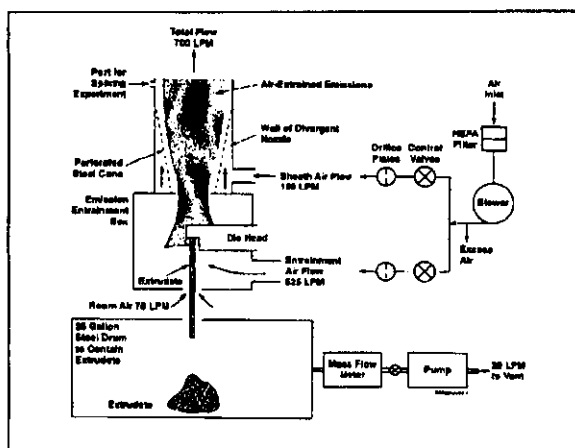 Total Flow
700 LPM
Port for
Spiking
Experiment
Air-Entrained Emissions
Air
Inlet
Wall of Divergent
Nozzle
HEPA
Filter
Perforated
Steel Cone
Orifice
Plates
Control
Valves
Sheath Air Flow
100 LPM
Emission
Entrainment
Box
Blower
Die Head
Excess
Air
Entrainment
Air Flow
525 LPM
Extrudate
Room Air 75 LPM
Gallon
Steel Drum
to Contain
Extrudate
Mass Flow
Meter
Pump
20 LPM
to Vent
Extrudate